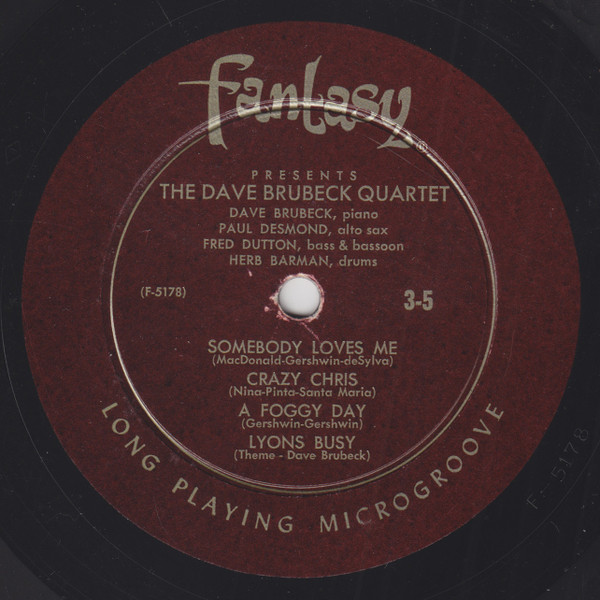 Fantasy
PRESENTS
THE DAVE BRUBECK QUARTET
DAVE BRUBECK, piano
PAUL DESMOND, alto sax
FRED DUTTON, bass & bassoon
HERB BARMAN, drums
(F-5178)
3-5
SOMEBODY LOVES ME
(MacDonald-Gershwin-deSylva)
CRAZY CHRIS
(Nina-Pinta-Santa Maria)
A FOGGY DAY
(Gershwin-Gershwin)
LYONS BUSY
(Theme - Dave Brubeck)
LONG PLAYING MICROGROOVE
F-5178